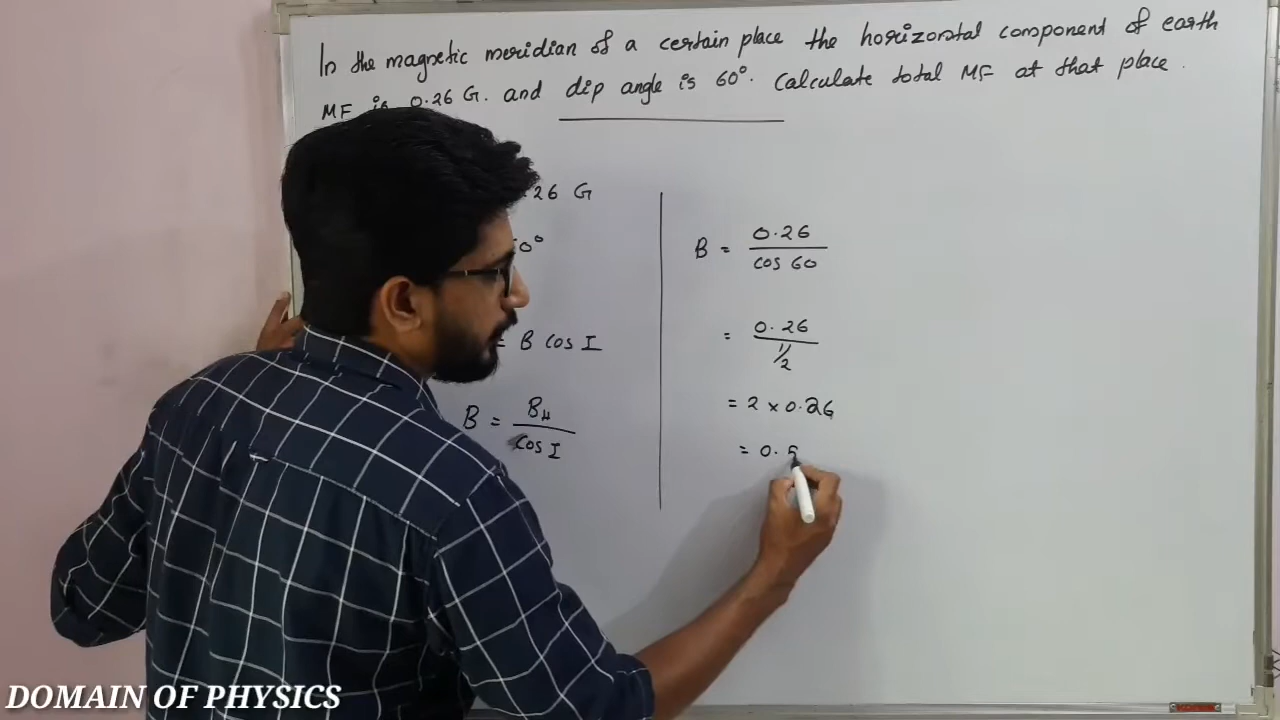 In the magnetic meridian of a certain place the horizontal component of earth
MF is 0.26 G. and dip angle is 60°. Calculate total MF at that place.
26 G
0°
= B cos I
B = B_H / cos I
B = 0.26 / cos 60
= 0.26 / 1/2
= 2 × 0.26
= 0.5
DOMAIN OF PHYSICS